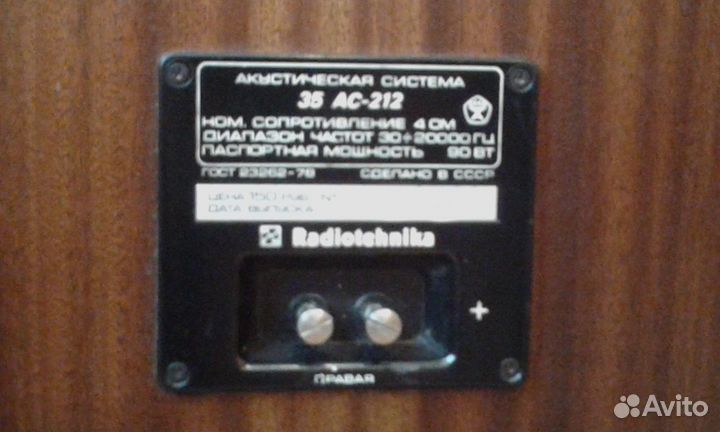 АКУСТИЧЕСКАЯ СИСТЕМА
35 АС-212
НОМ. СОПРОТИВЛЕНИЕ 4 ОМ
ДИАПАЗОН ЧАСТОТ 30÷20000 ГЦ
ПАСПОРТНАЯ МОЩНОСТЬ 90 ВТ
ГОСТ 23262-78 СДЕЛАНО В СССР
ЦЕНА 150 РУБ. №
ДАТА ВЫПУСКА
Radiotehnika
+
ПРАВАЯ
Avito